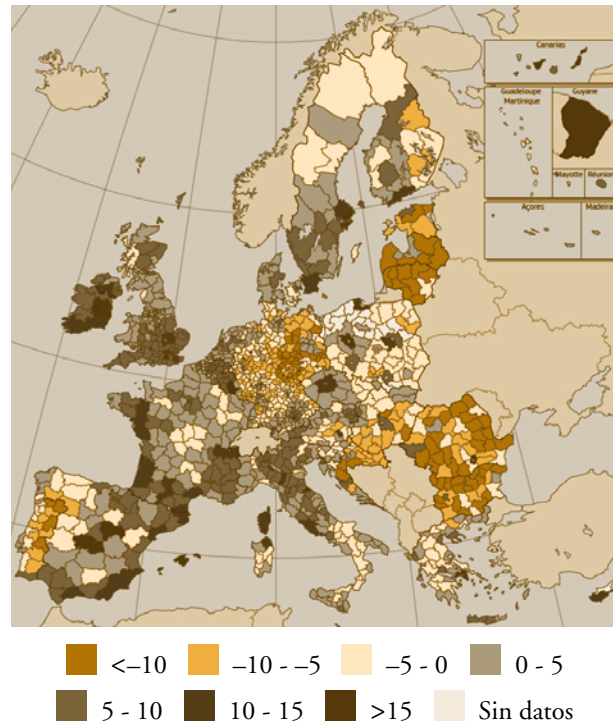 Canarias
Guadeloupe
Martinique
Guyane
Mayotte
Réunion
Açores
Madeira
<–10
–10 - –5
–5 - 0
0 - 5
5 - 10
10 - 15
>15
Sin datos